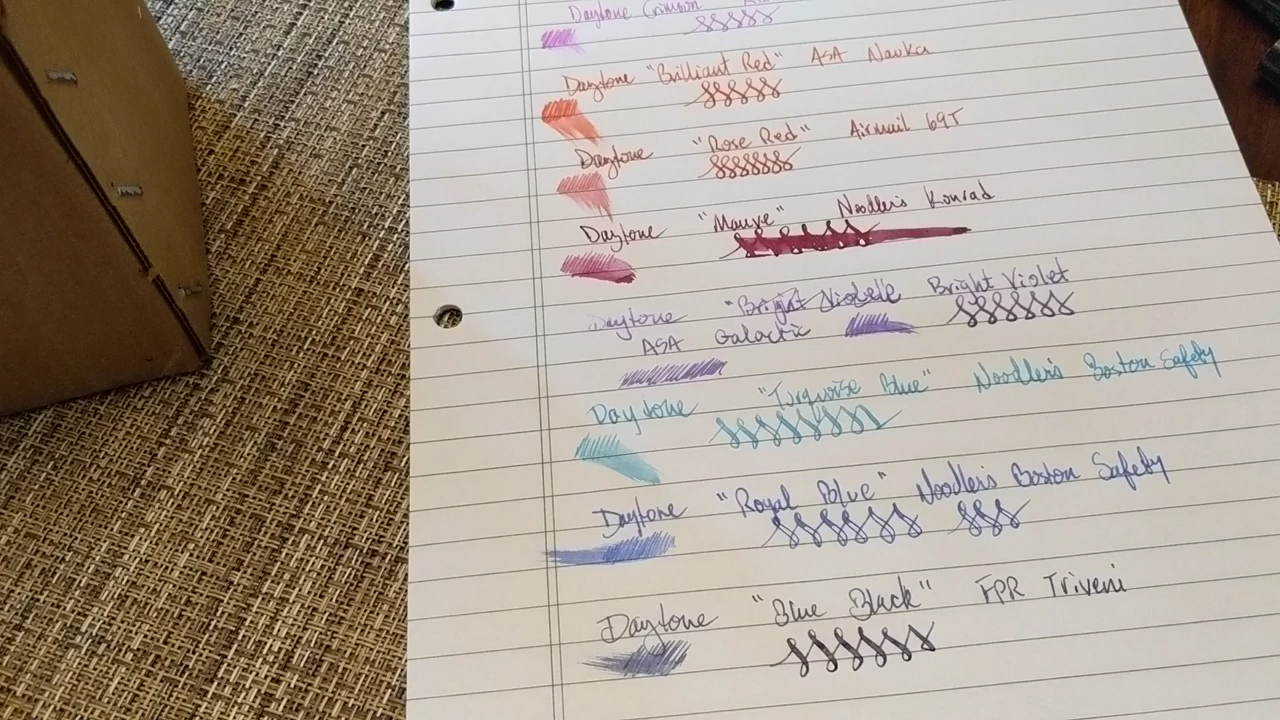 Daytone Crimson
Daytone "Brilliant Red" ASA Nauka
Daytone "Rose Red" Airmail 69T
Daytone "Mauve" Noodler's Konrad
Daytone "Bright Bright Violet
ASA Galactic
Daytone "Turquoise Blue" Noodler's Boston Safety
Daytone "Royal Blue" Noodler's Boston Safety
Daytone "Blue Black" FPR Triveni